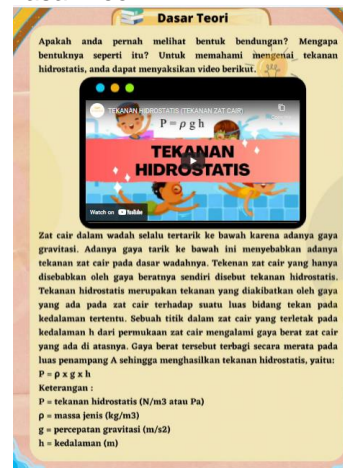 Dasar Teori
Apakah anda pernah melihat bentuk bendungan? Mengapa
bentuknya seperti itu? Untuk memahami mengenai tekanan
hidrostatis, anda dapat menyaksikan video berikut.
TEKANAN HIDROSTATIS (TEKANAN ZAT CAIR)
P = ρ g h
TEKANAN
HIDROSTATIS
Watch on YouTube
Zat cair dalam wadah selalu tertarik ke bawah karena adanya gaya
gravitasi. Adanya gaya tarik ke bawah ini menyebabkan adanya
tekanan zat cair pada dasar wadahnya. Tekenan zat cair yang hanya
disebabkan oleh gaya beratnya sendiri disebut tekanan hidrostatis.
Tekanan hidrostatis merupakan tekanan yang diakibatkan oleh gaya
yang ada pada zat cair terhadap suatu luas bidang tekan pada
kedalaman tertentu. Sebuah titik dalam zat cair yang terletak pada
kedalaman h dari permukaan zat cair mengalami gaya berat zat cair
yang ada di atasnya. Gaya berat tersebut terbagi secara merata pada
luas penampang A sehingga menghasilkan tekanan hidrostatis, yaitu:
P = ρ x g x h
Keterangan :
P = tekanan hidrostatis (N/m3 atau Pa)
ρ = massa jenis (kg/m3)
g = percepatan gravitasi (m/s2)
h = kedalaman (m)